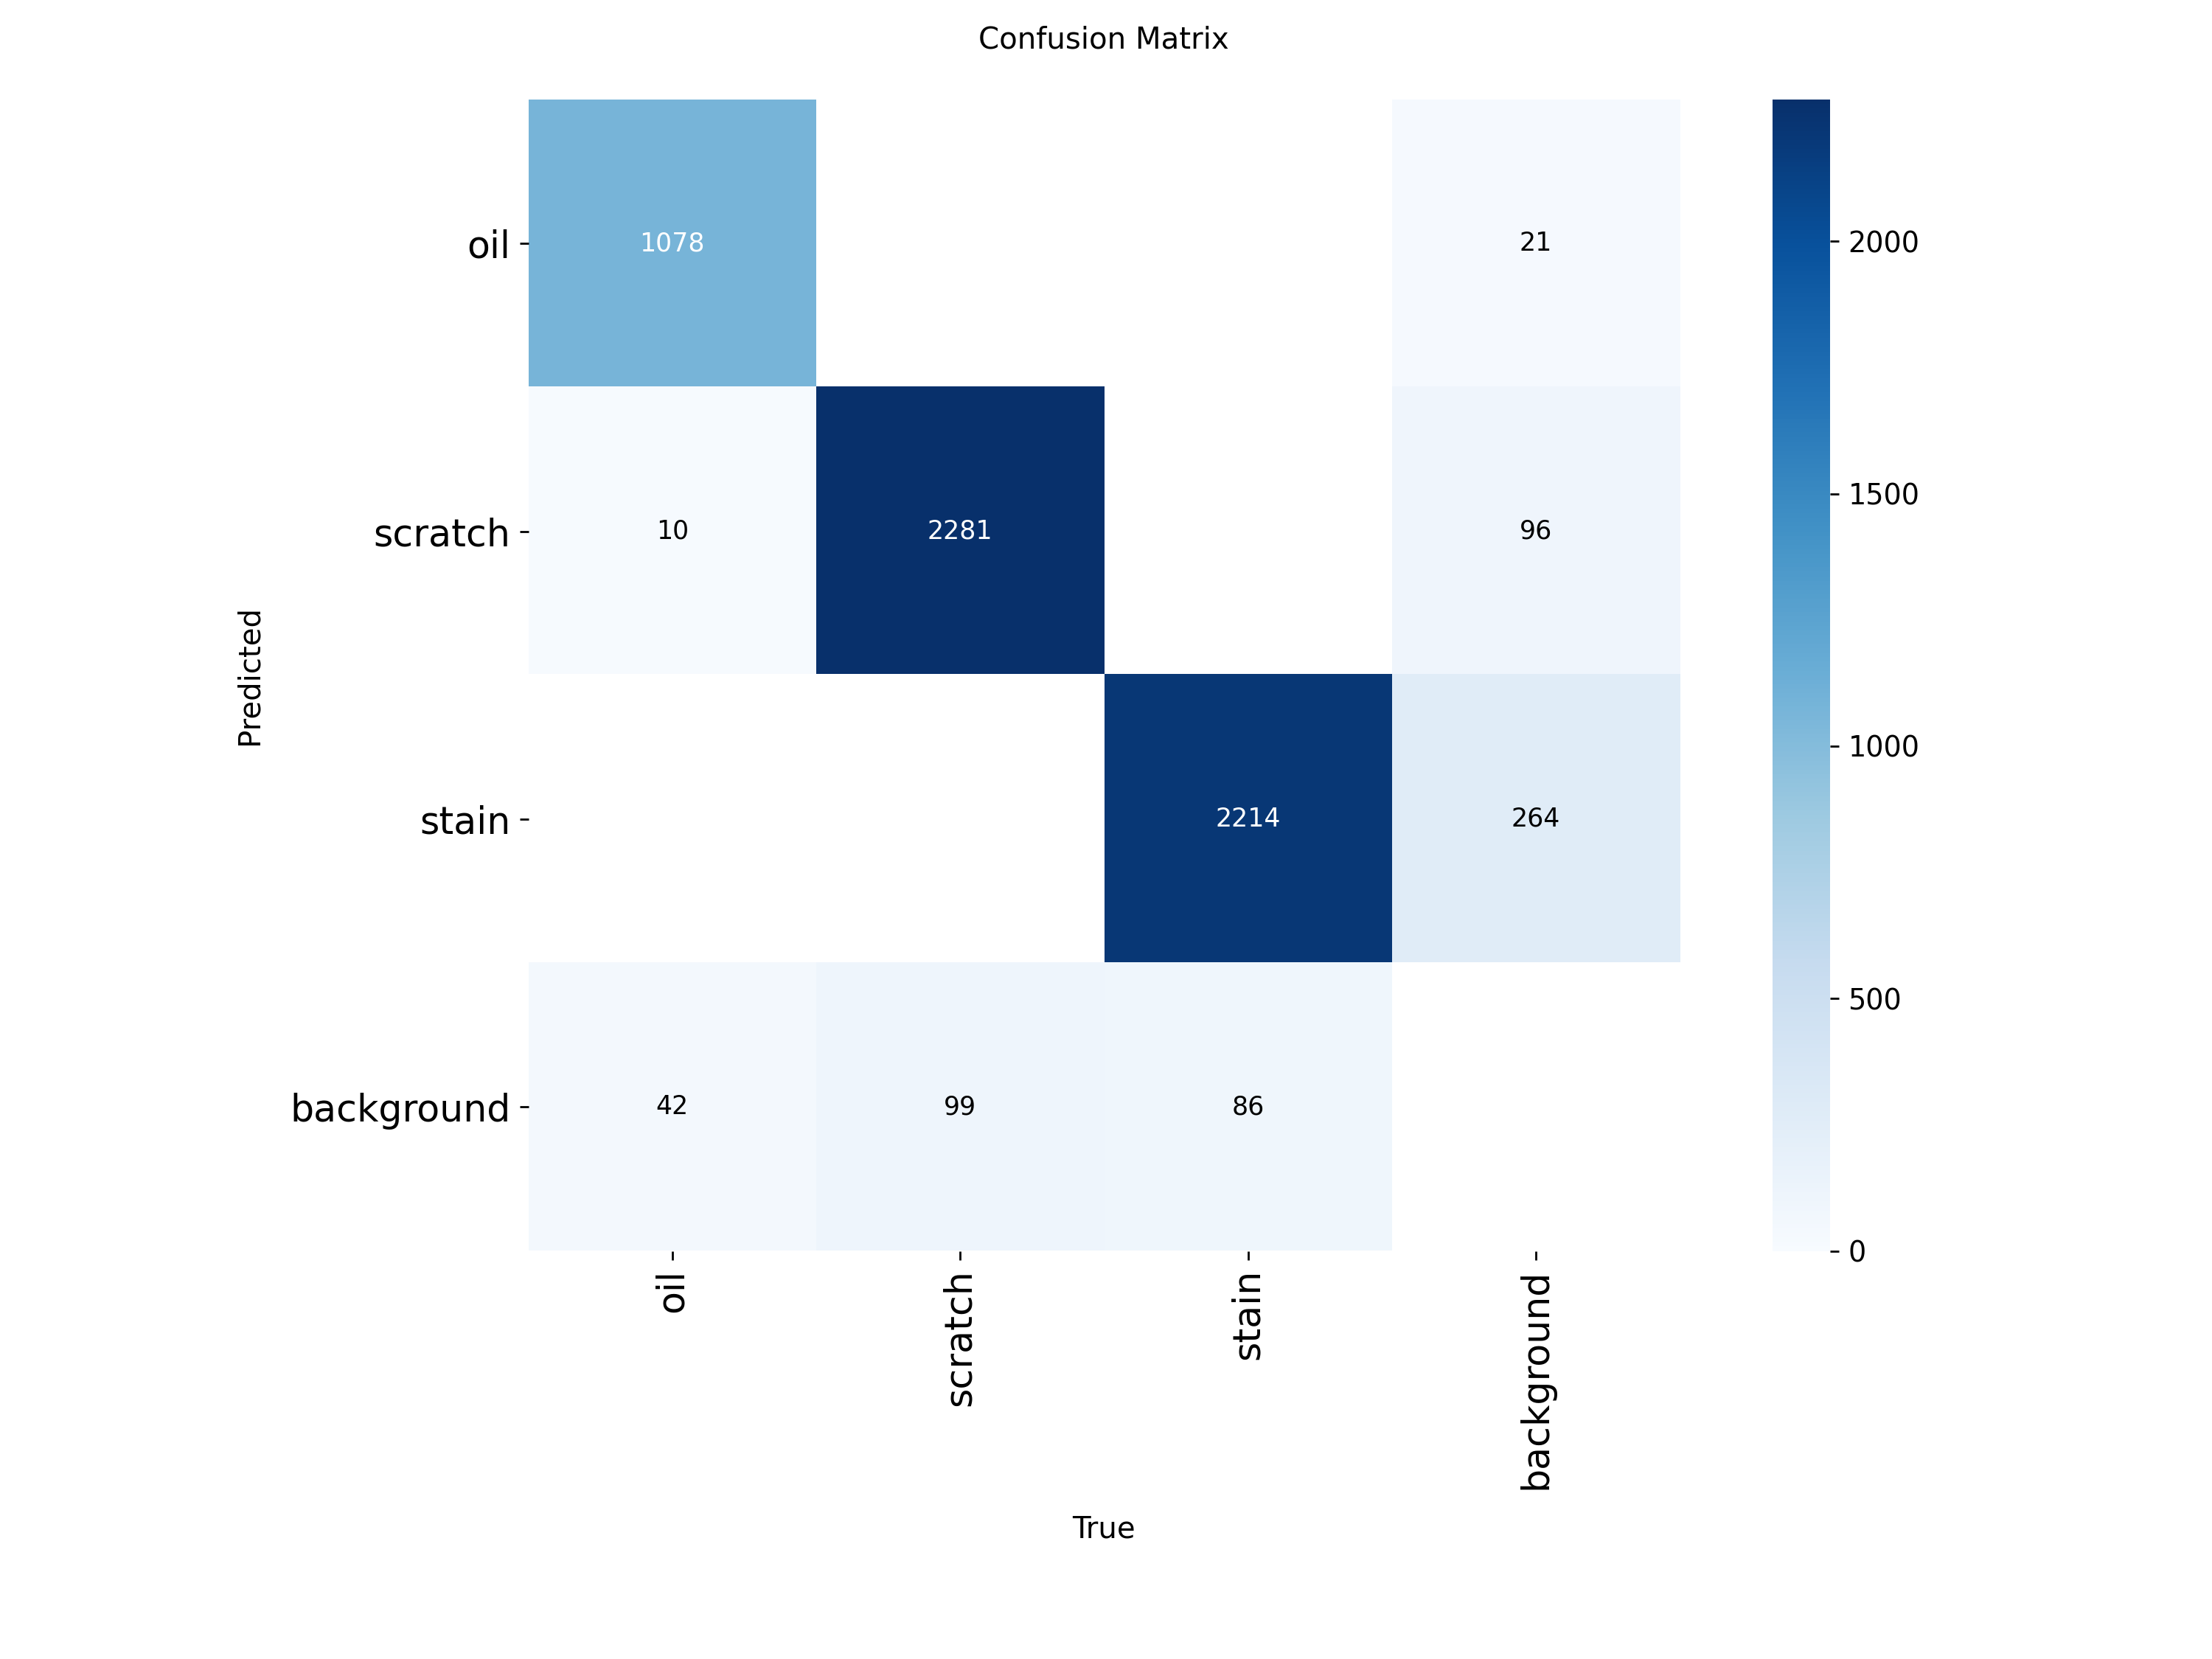 Confusion Matrix
oil
1078
21
2000
scratch
10
2281
96
1500
Predicted
1000
stain
2214
264
500
background
42
99
86
0
oil
scratch
stain
background
True